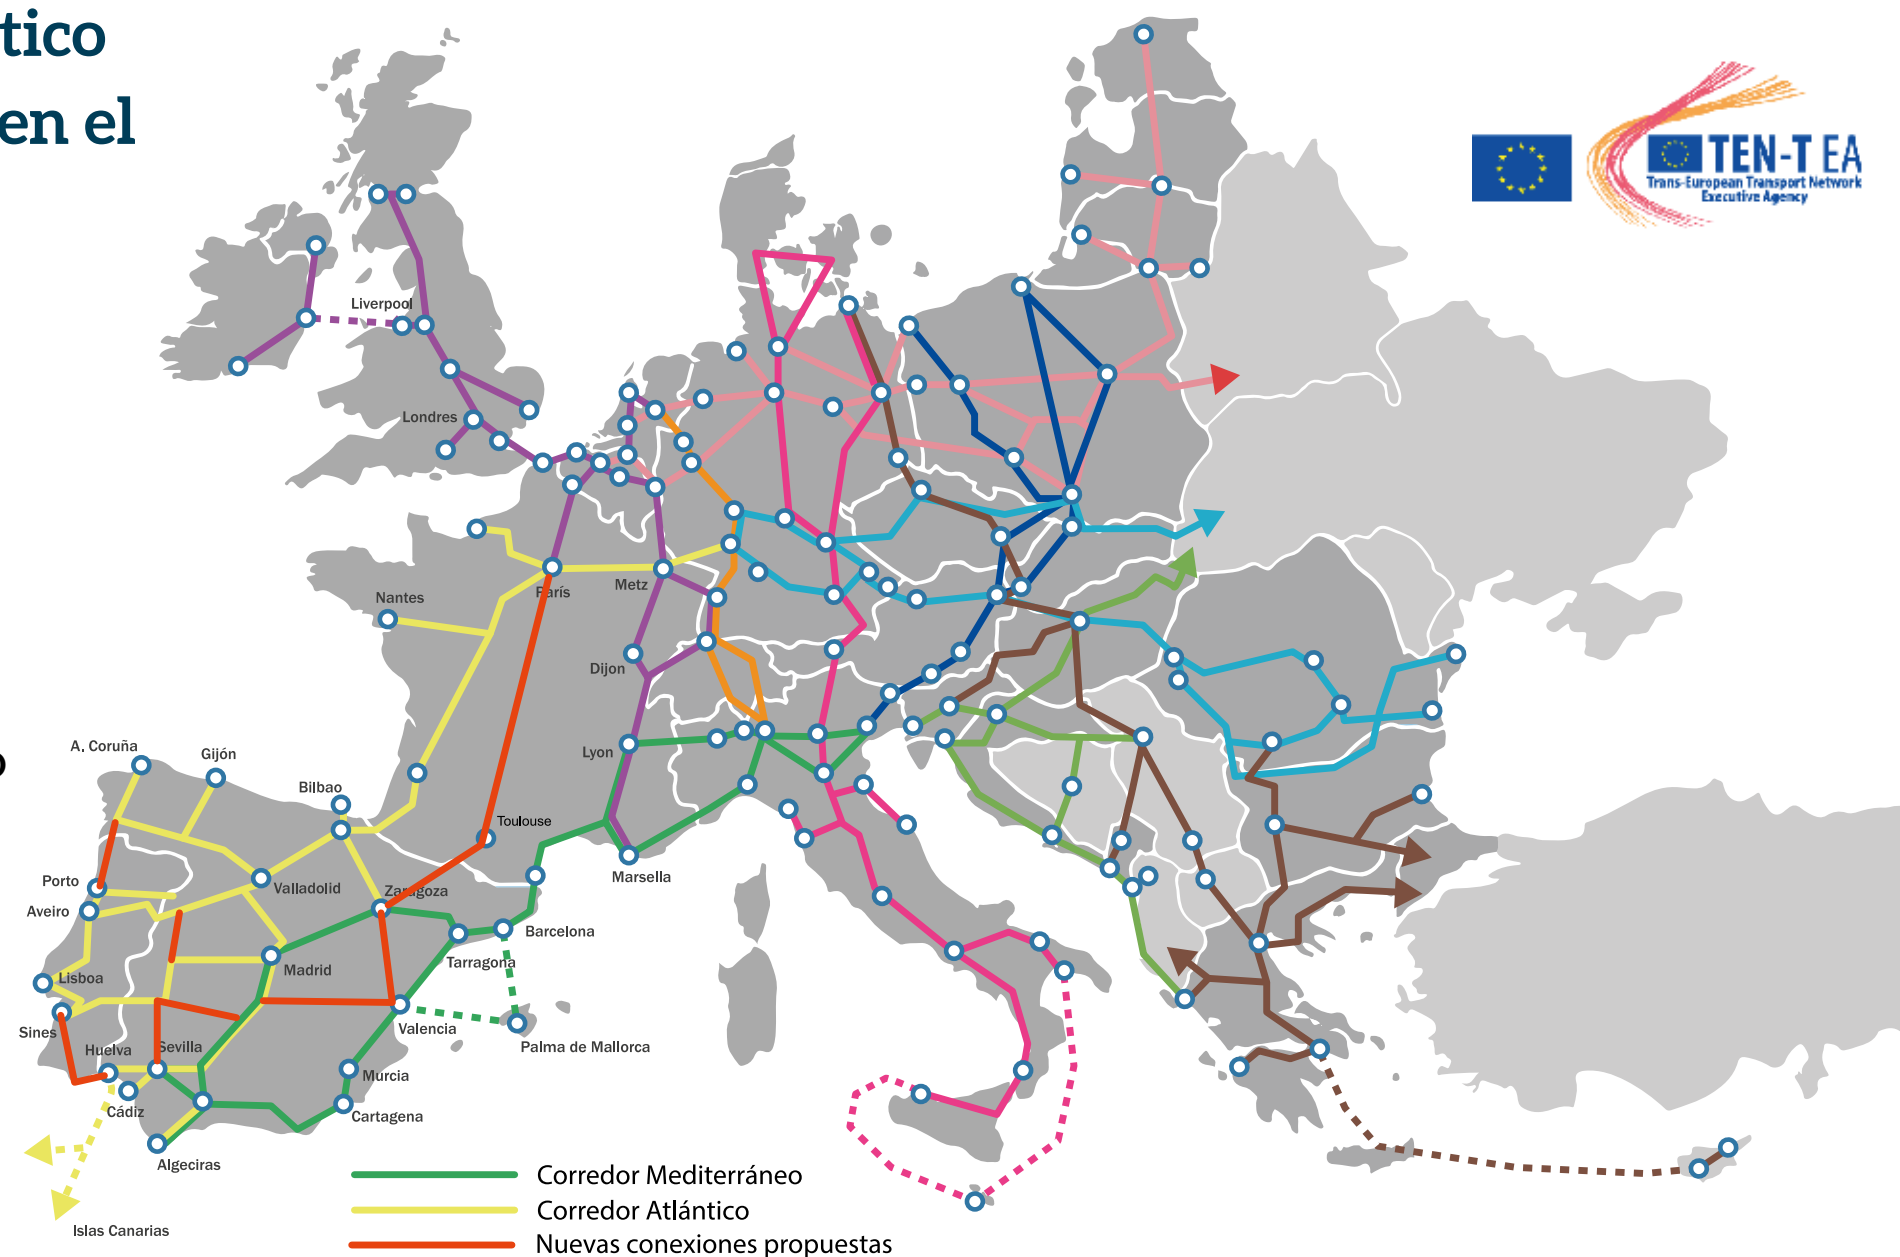 tico
en el
TEN-T EA
Trans-European Transport Network
Executive Agency
Liverpool
Londres
París
Metz
Nantes
Dijon
Lyon
A, Coruña
Gijón
Bilbao
Toulouse
Marsella
Porto
Aveiro
Valladolid
Zaragoza
Barcelona
Tarragona
Madrid
Lisboa
Sines
Valencia
Palma de Mallorca
Huelva
Sevilla
Murcia
Cádiz
Cartagena
Algeciras
Islas Canarias
Corredor Mediterráneo
Corredor Atlántico
Nuevas conexiones propuestas